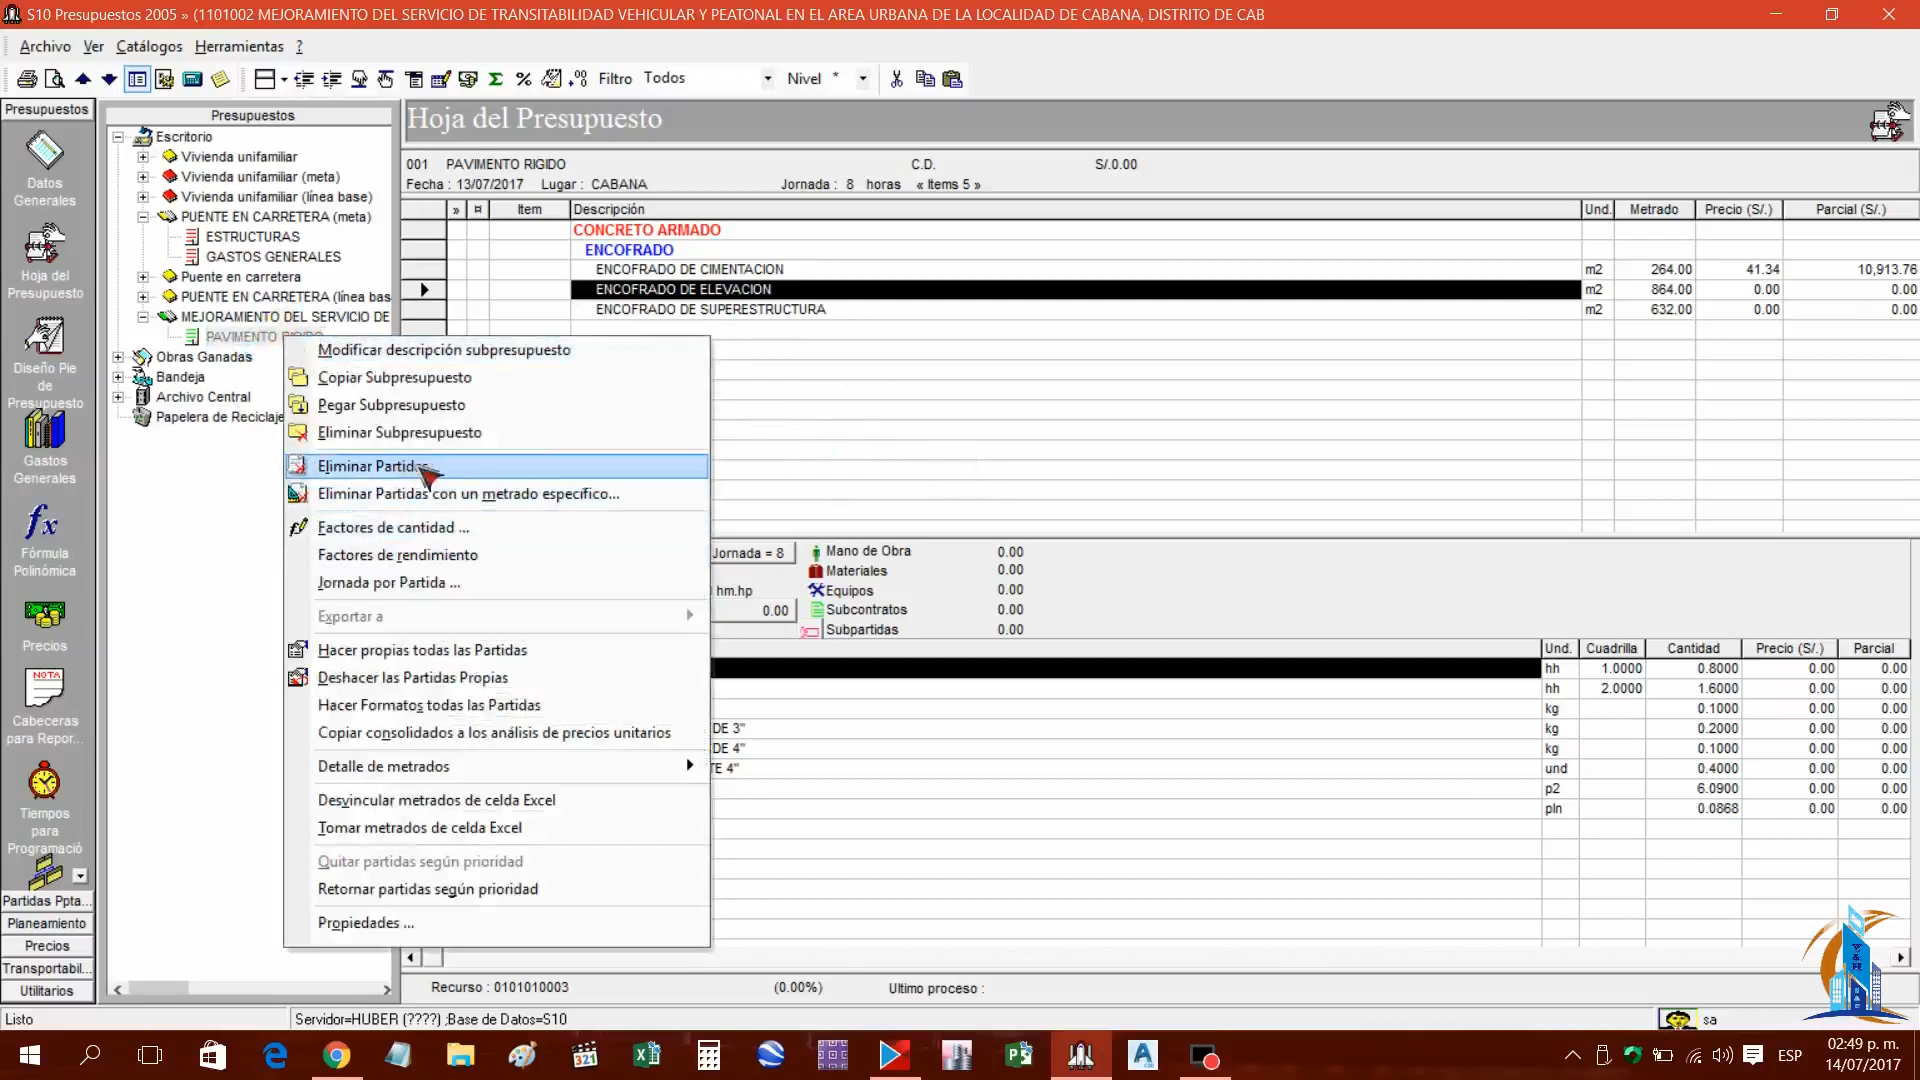 S10 Presupuestos 2005 » (1101002 MEJORAMIENTO DEL SERVICIO DE TRANSITABILIDAD VEHICULAR Y PEATONAL EN EL AREA URBANA DE LA LOCALIDAD DE CABANA, DISTRITO DE CAB
Archivo Ver Catálogos Herramientas ?
Filtro Todos Nivel *
Presupuestos
Datos Generales
Hoja del Presupuesto
Diseño Pie de Presupuesto
Gastos Generales
Fórmula Polinómica
Precios
NOTA
Cabeceras para Repor...
Tiempos para Programació
Partidas Ppta...
Planeamiento
Precios
Transportabil...
Utilitarios
Presupuestos
Escritorio
Vivienda unifamiliar
Vivienda unifamiliar (meta)
Vivienda unifamiliar (línea base)
PUENTE EN CARRETERA (meta)
ESTRUCTURAS
GASTOS GENERALES
Puente en carretera
PUENTE EN CARRETERA (línea bas
MEJORAMIENTO DEL SERVICIO DE
PAVIMENTO RIGIDO
Obras Ganadas
Bandeja
Archivo Central
Papelera de Reciclaje
Modificar descripción subpresupuesto
Copiar Subpresupuesto
Pegar Subpresupuesto
Eliminar Subpresupuesto
Eliminar Partidas
Eliminar Partidas con un metrado específico...
Factores de cantidad ...
Factores de rendimiento
Jornada por Partida ...
Exportar a
Hacer propias todas las Partidas
Deshacer las Partidas Propias
Hacer Formatos todas las Partidas
Copiar consolidados a los análisis de precios unitarios
Detalle de metrados
Desvincular metrados de celda Excel
Tomar metrados de celda Excel
Quitar partidas según prioridad
Retornar partidas según prioridad
Propiedades ...
Hoja del Presupuesto
001 PAVIMENTO RIGIDO C.D. S/.0.00
Fecha : 13/07/2017 Lugar : CABANA Jornada : 8 horas « Items 5 »
» ¤ Item Descripción Und. Metrado Precio (S/.) Parcial (S/.)
CONCRETO ARMADO
ENCOFRADO
ENCOFRADO DE CIMENTACION m2 264.00 41.34 10,913.76
ENCOFRADO DE ELEVACION m2 864.00 0.00 0.00
ENCOFRADO DE SUPERESTRUCTURA m2 632.00 0.00 0.00
Jornada = 8 Mano de Obra 0.00
Materiales 0.00
hm.hp Equipos 0.00
0.00 Subcontratos 0.00
Subpartidas 0.00
Und. Cuadrilla Cantidad Precio (S/.) Parcial
hh 1.0000 0.8000 0.00 0.00
hh 2.0000 1.6000 0.00 0.00
kg 0.1000 0.00 0.00
DE 3" kg 0.2000 0.00 0.00
DE 4" kg 0.1000 0.00 0.00
TE 4" und 0.4000 0.00 0.00
p2 6.0900 0.00 0.00
pln 0.0868 0.00 0.00
Recurso : 0101010003 (0.00%) Ultimo proceso :
Listo Servidor=HUBER (????) ;Base de Datos=S10 sa
321
ESP
02:49 p. m.
14/07/2017